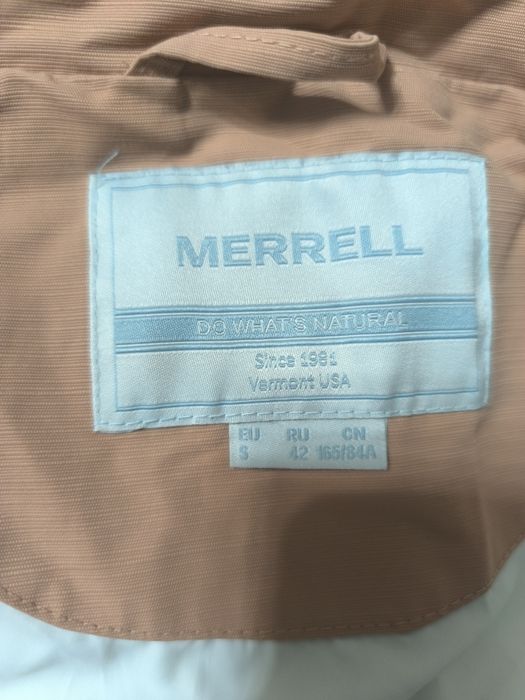 MERRELL
DO WHAT'S NATURAL
Since 1981
Vermont USA
EU RU CN
S 42 165/84A